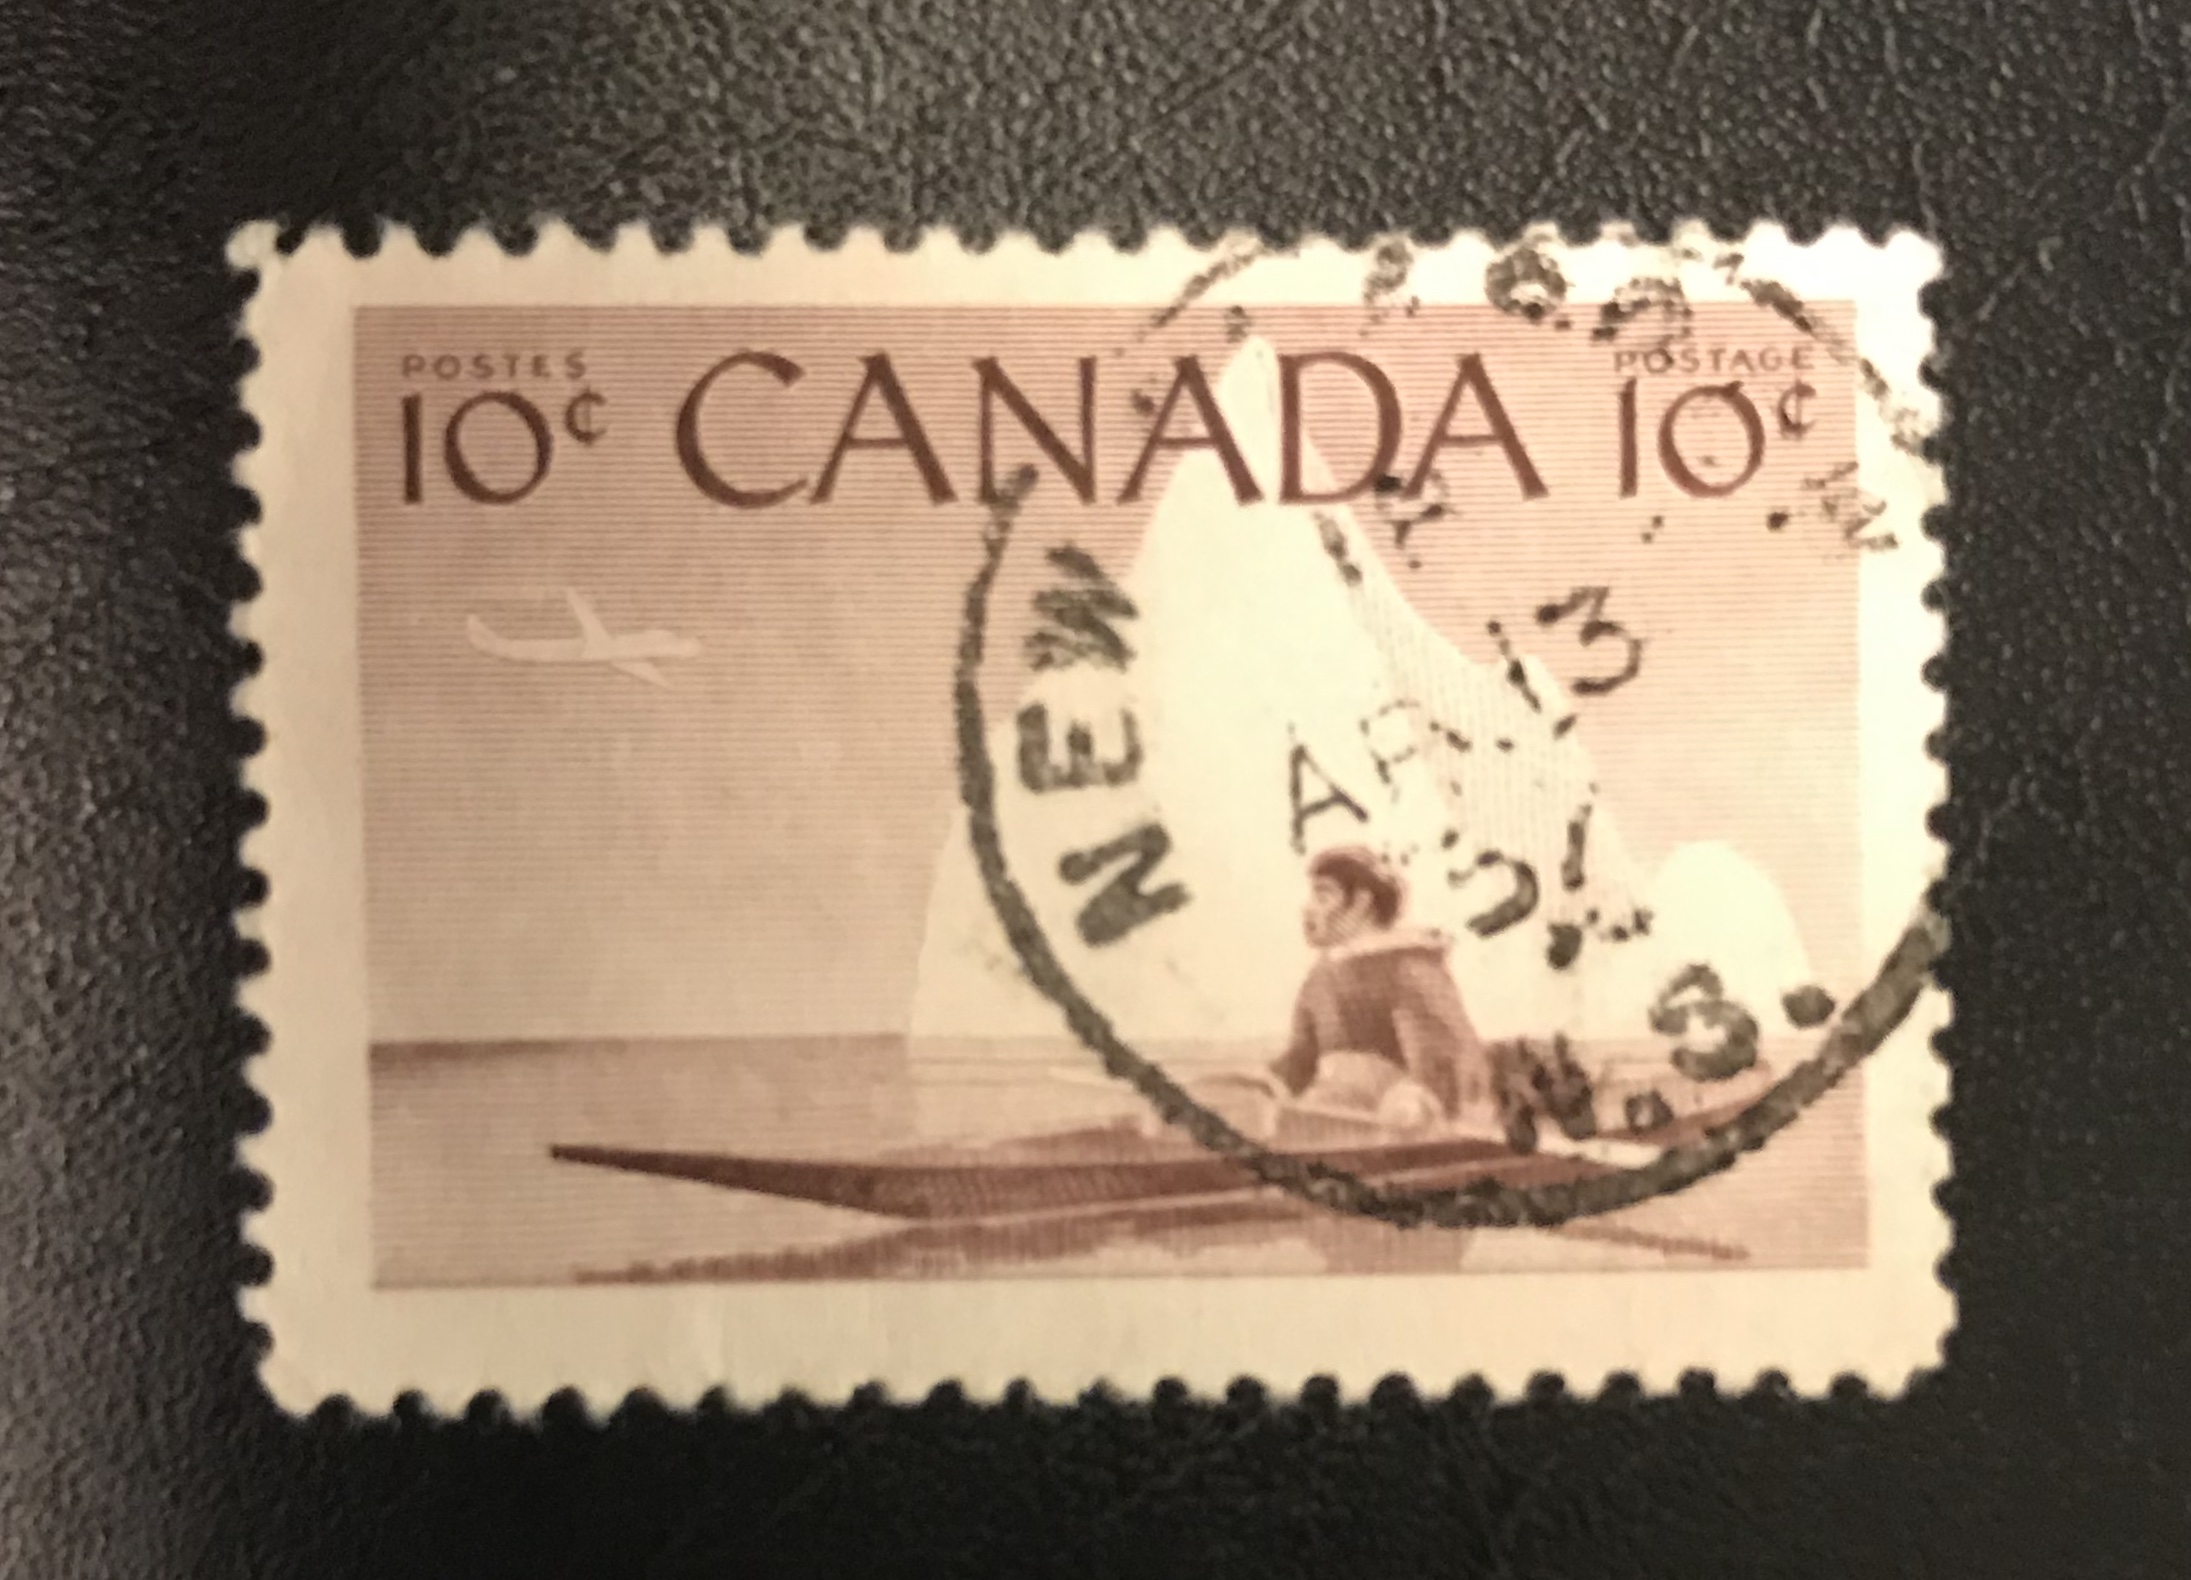 POSTES
10¢ CANADA
POSTAGE
10¢
NEW
13
AP
N.S.